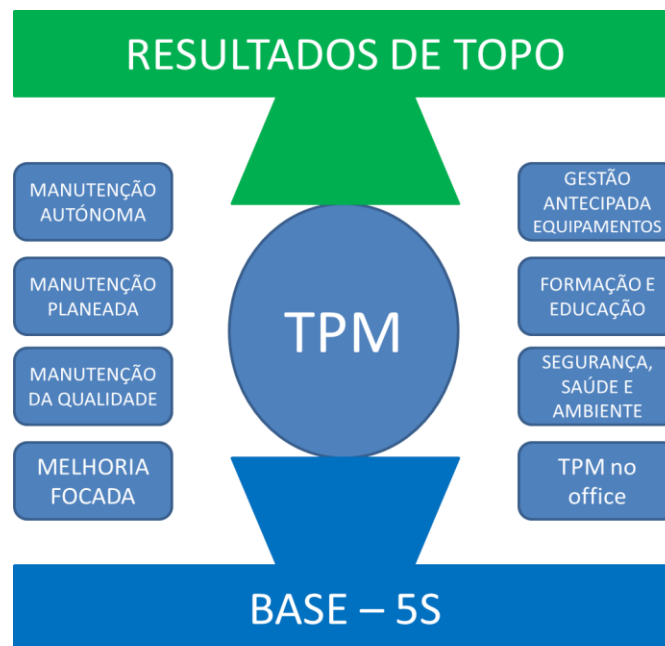 RESULTADOS DE TOPO
MANUTENÇÃO
AUTÓNOMA
MANUTENÇÃO
PLANEADA
MANUTENÇÃO
DA QUALIDADE
MELHORIA
FOCADA
TPM
GESTÃO
ANTECIPADA
EQUIPAMENTOS
FORMAÇÃO E
EDUCAÇÃO
SEGURANÇA,
SAÚDE E
AMBIENTE
TPM no
office
BASE – 5S